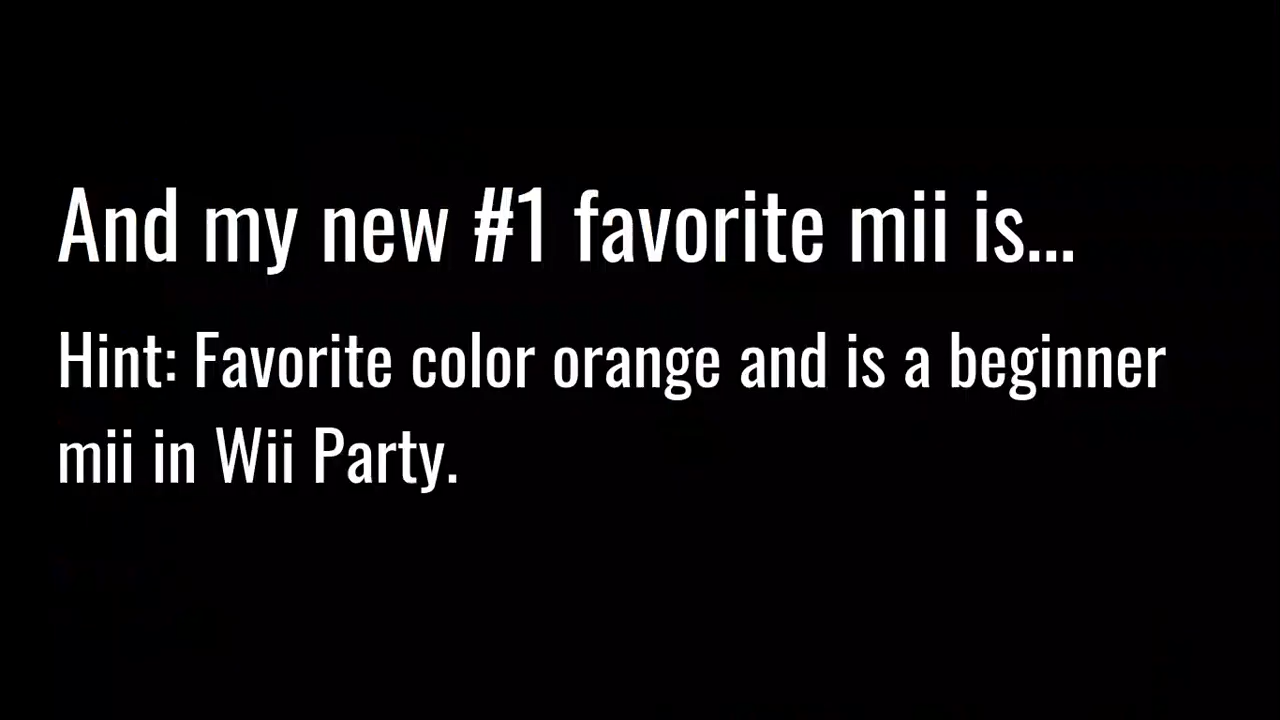 And my new #1 favorite mii is...
Hint: Favorite color orange and is a beginner
mii in Wii Party.